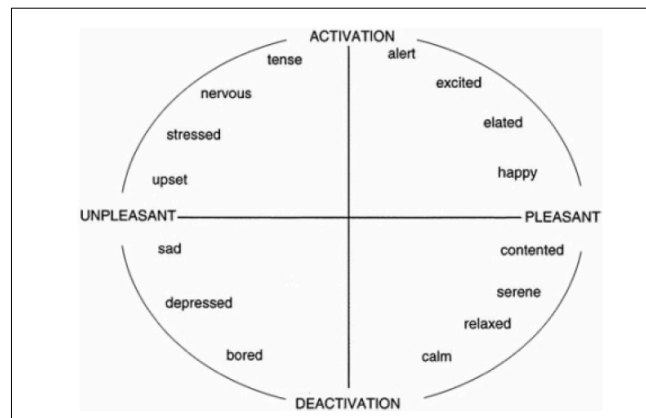 ACTIVATION
tense alert
excited
nervous
elated
stressed
happy
upset
UNPLEASANT PLEASANT
sad contented
serene
depressed
relaxed
bored calm
DEACTIVATION